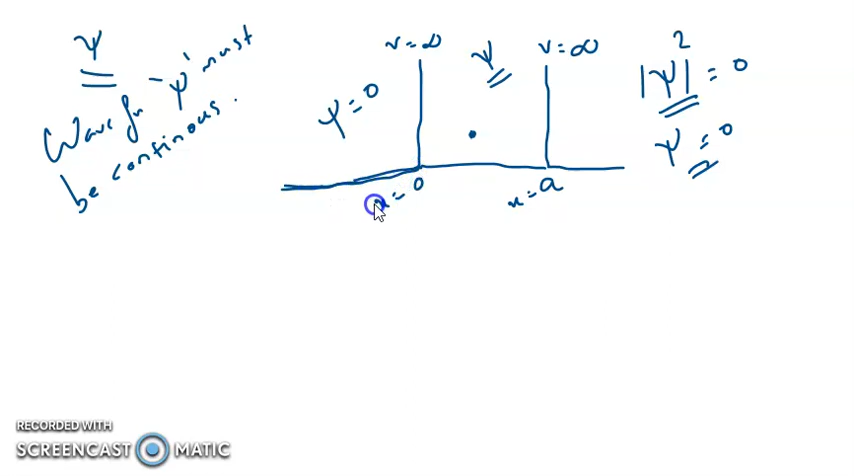 ψ
— ψ' must
Wave fn
be continous.
ψ = 0
v = ∞
ψ
v = ∞
x = 0
x = a
|ψ|² = 0
ψ = 0
RECORDED WITH
SCREENCAST MATIC